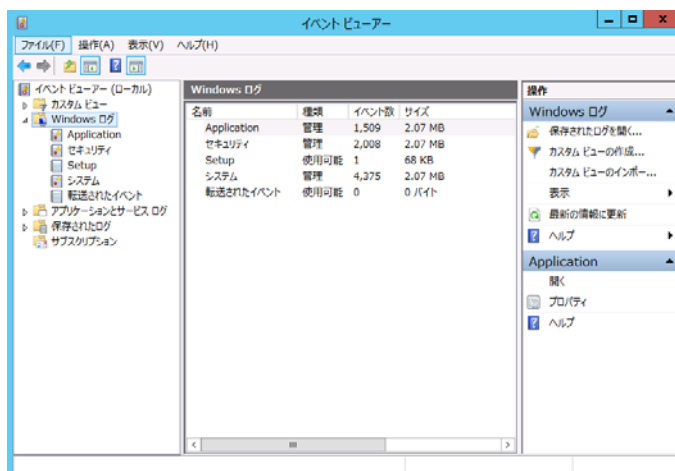 イベント ビューアー
ファイル(F) 操作(A) 表示(V) ヘルプ(H)
イベント ビューアー (ローカル)
カスタム ビュー
Windows ログ
Application
セキュリティ
Setup
システム
転送されたイベント
アプリケーションとサービス ログ
保存されたログ
サブスクリプション
Windows ログ
名前 種類 イベント数 サイズ
Application 管理 1,509 2.07 MB
セキュリティ 管理 2,008 2.07 MB
Setup 使用可能 1 68 KB
システム 管理 4,375 2.07 MB
転送されたイベント 使用可能 0 0 バイト
操作
Windows ログ
保存されたログを開く...
カスタム ビューの作成...
カスタム ビューのインポー...
表示
最新の情報に更新
ヘルプ
Application
開く
プロパティ
ヘルプ